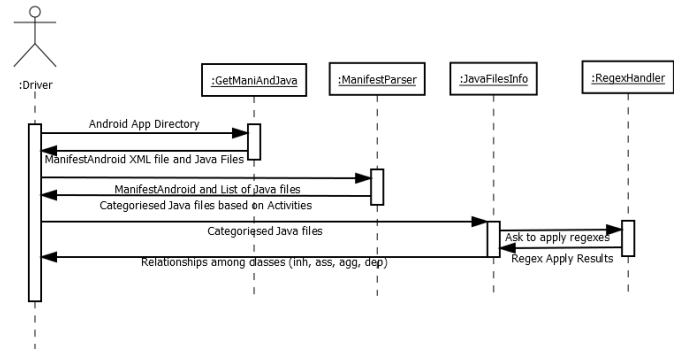 :Driver
:GetManiAndJava
:ManifestParser
:JavaFilesInfo
:RegexHandler
Android App Directory
ManifestAndroid XML file and Java Files
ManifestAndroid and List of Java files
Categoriesed Java files based on Activities
Categoriesed Java files
Ask to apply regexes
Regex Apply Results
Relationships among classes (inh, ass, agg, dep)